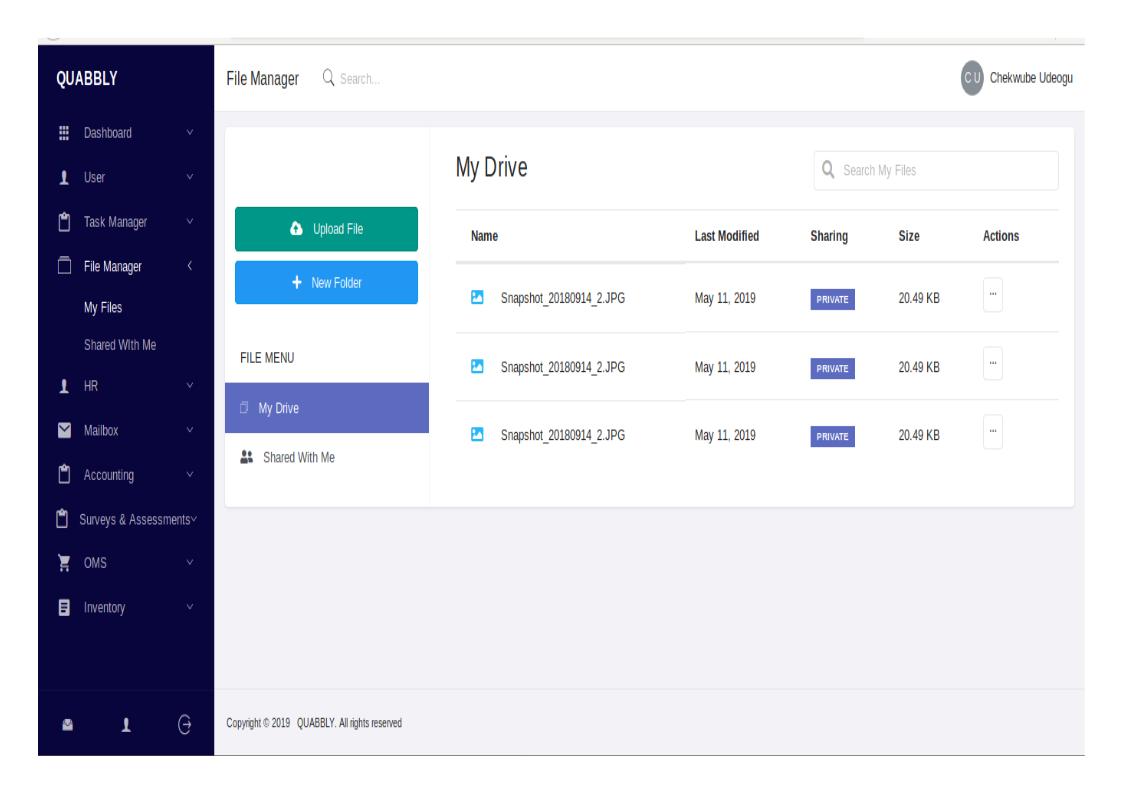 QUABBLY
File Manager
Search...
C U
Chekwube Udeogu
Dashboard
User
Task Manager
File Manager
My Files
Shared WIth Me
HR
Mailbox
Accounting
Surveys & Assessments
OMS
Inventory
Upload File
New Folder
FILE MENU
My Drive
Shared With Me
My Drive
Search My Files
Name Last Modified Sharing Size Actions
Snapshot_20180914_2.JPG May 11, 2019 PRIVATE 20.49 KB ...
Snapshot_20180914_2.JPG May 11, 2019 PRIVATE 20.49 KB ...
Snapshot_20180914_2.JPG May 11, 2019 PRIVATE 20.49 KB ...
Copyright © 2019 QUABBLY. All rights reserved